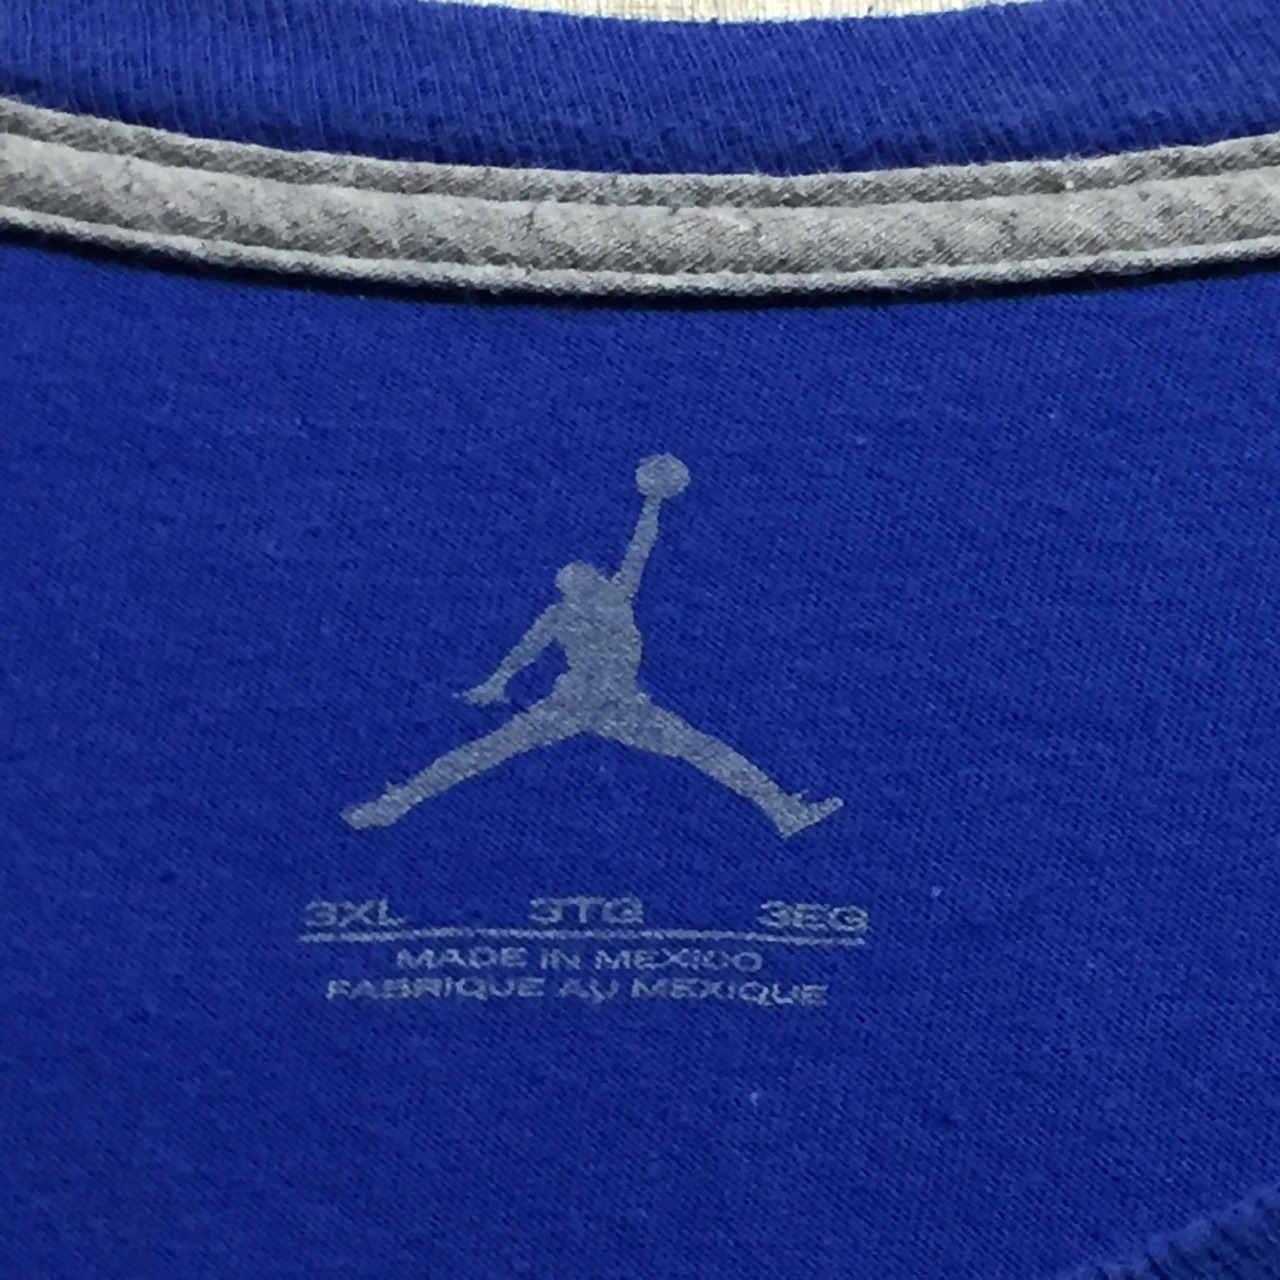 3XL 3TG 3EG
MADE IN MEXICO
FABRIQUE AU MEXIQUE